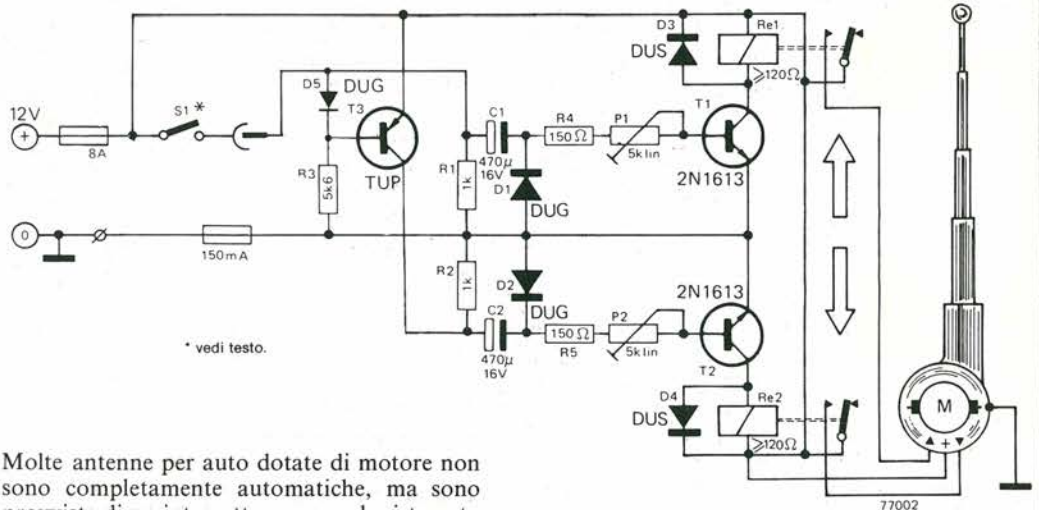 D3
DUS
Re1
≥120Ω
D5
DUG
T3
TUP
12V
+
8A
S1*
R3
5k6
R1
1k
C1
470μ
16V
D1
DUG
R4
150Ω
P1
5k lin
T1
2N1613
0
150mA
R2
1k
C2
470μ
16V
D2
DUG
150Ω
R5
P2
5k lin
2N1613
T2
D4
DUS
Re2
≥120Ω
M
+
77002
* vedi testo.
Molte antenne per auto dotate di motore non
sono completamente automatiche, ma sono